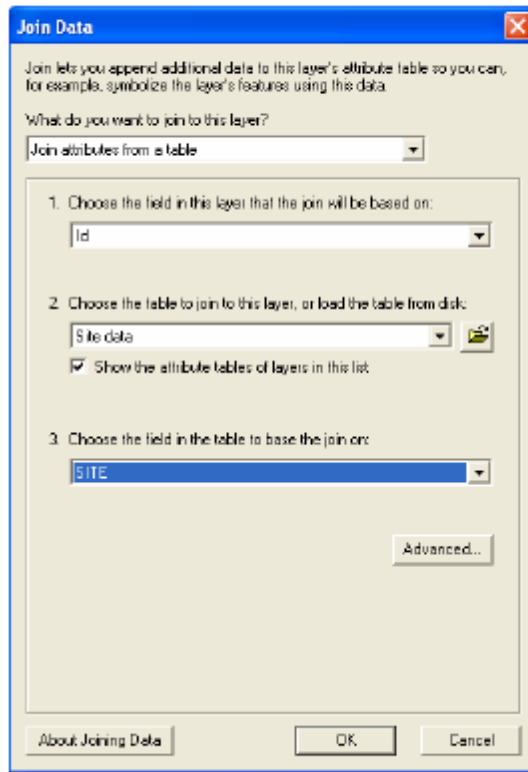 Join Data
Join lets you append additional data to this layer's attribute table so you can,
for example, symbolize the layer's features using this data.
What do you want to join to this layer?
Join attributes from a table
1. Choose the field in this layer that the join will be based on:
Id
2. Choose the table to join to this layer, or load the table from disk:
Site data
Show the attribute tables of layers in this list
3. Choose the field in the table to base the join on:
SITE
Advanced...
About Joining Data
OK
Cancel